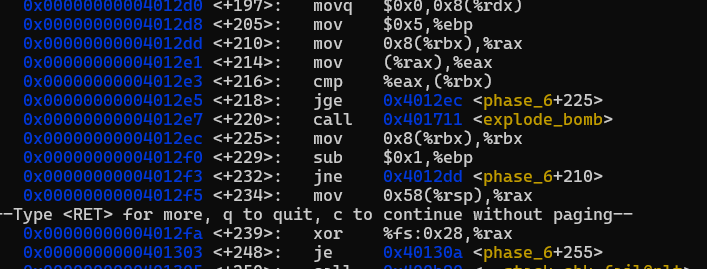 0x00000000004012d0 <+197>: movq $0x0,0x8(%rdx)
0x00000000004012d8 <+205>: mov $0x5,%ebp
0x00000000004012dd <+210>: mov 0x8(%rbx),%rax
0x00000000004012e1 <+214>: mov (%rax),%eax
0x00000000004012e3 <+216>: cmp %eax,(%rbx)
0x00000000004012e5 <+218>: jge 0x4012ec <phase_6+225>
0x00000000004012e7 <+220>: call 0x401711 <explode_bomb>
0x00000000004012ec <+225>: mov 0x8(%rbx),%rbx
0x00000000004012f0 <+229>: sub $0x1,%ebp
0x00000000004012f3 <+232>: jne 0x4012dd <phase_6+210>
0x00000000004012f5 <+234>: mov 0x58(%rsp),%rax
--Type <RET> for more, q to quit, c to continue without paging--
0x00000000004012fa <+239>: xor %fs:0x28,%rax
0x0000000000401303 <+248>: je 0x40130a <phase_6+255>